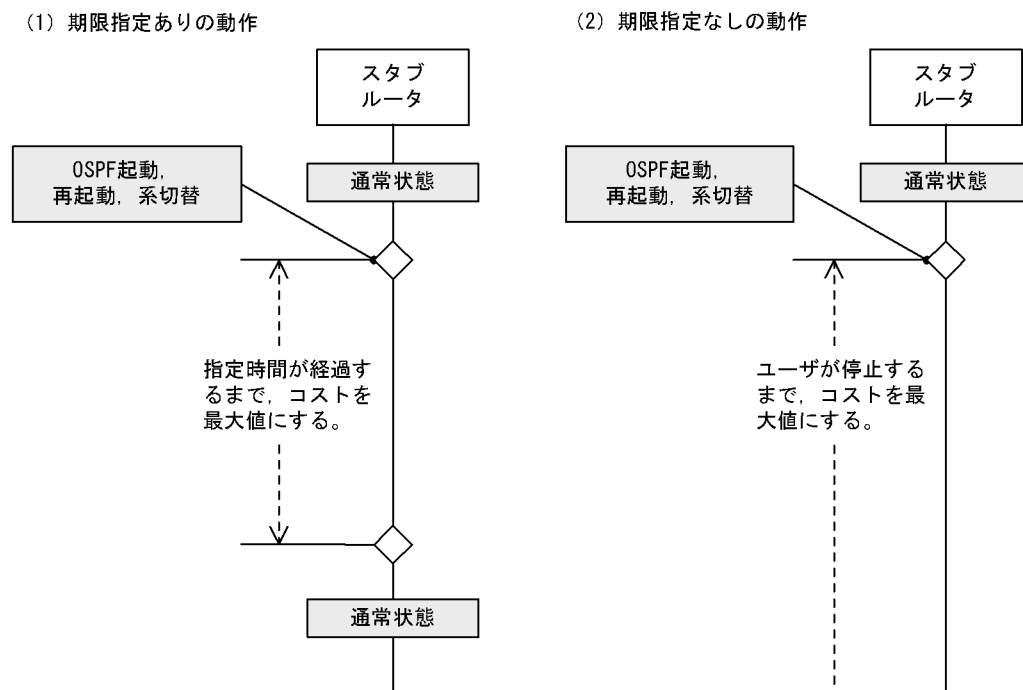 (1) 期限指定ありの動作
スタブ
ルータ
OSPF起動,
再起動, 系切替
通常状態
指定時間が経過す
るまで, コストを
最大値にする。
通常状態
(2) 期限指定なしの動作
スタブ
ルータ
OSPF起動,
再起動, 系切替
通常状態
ユーザが停止する
まで, コストを最
大値にする。